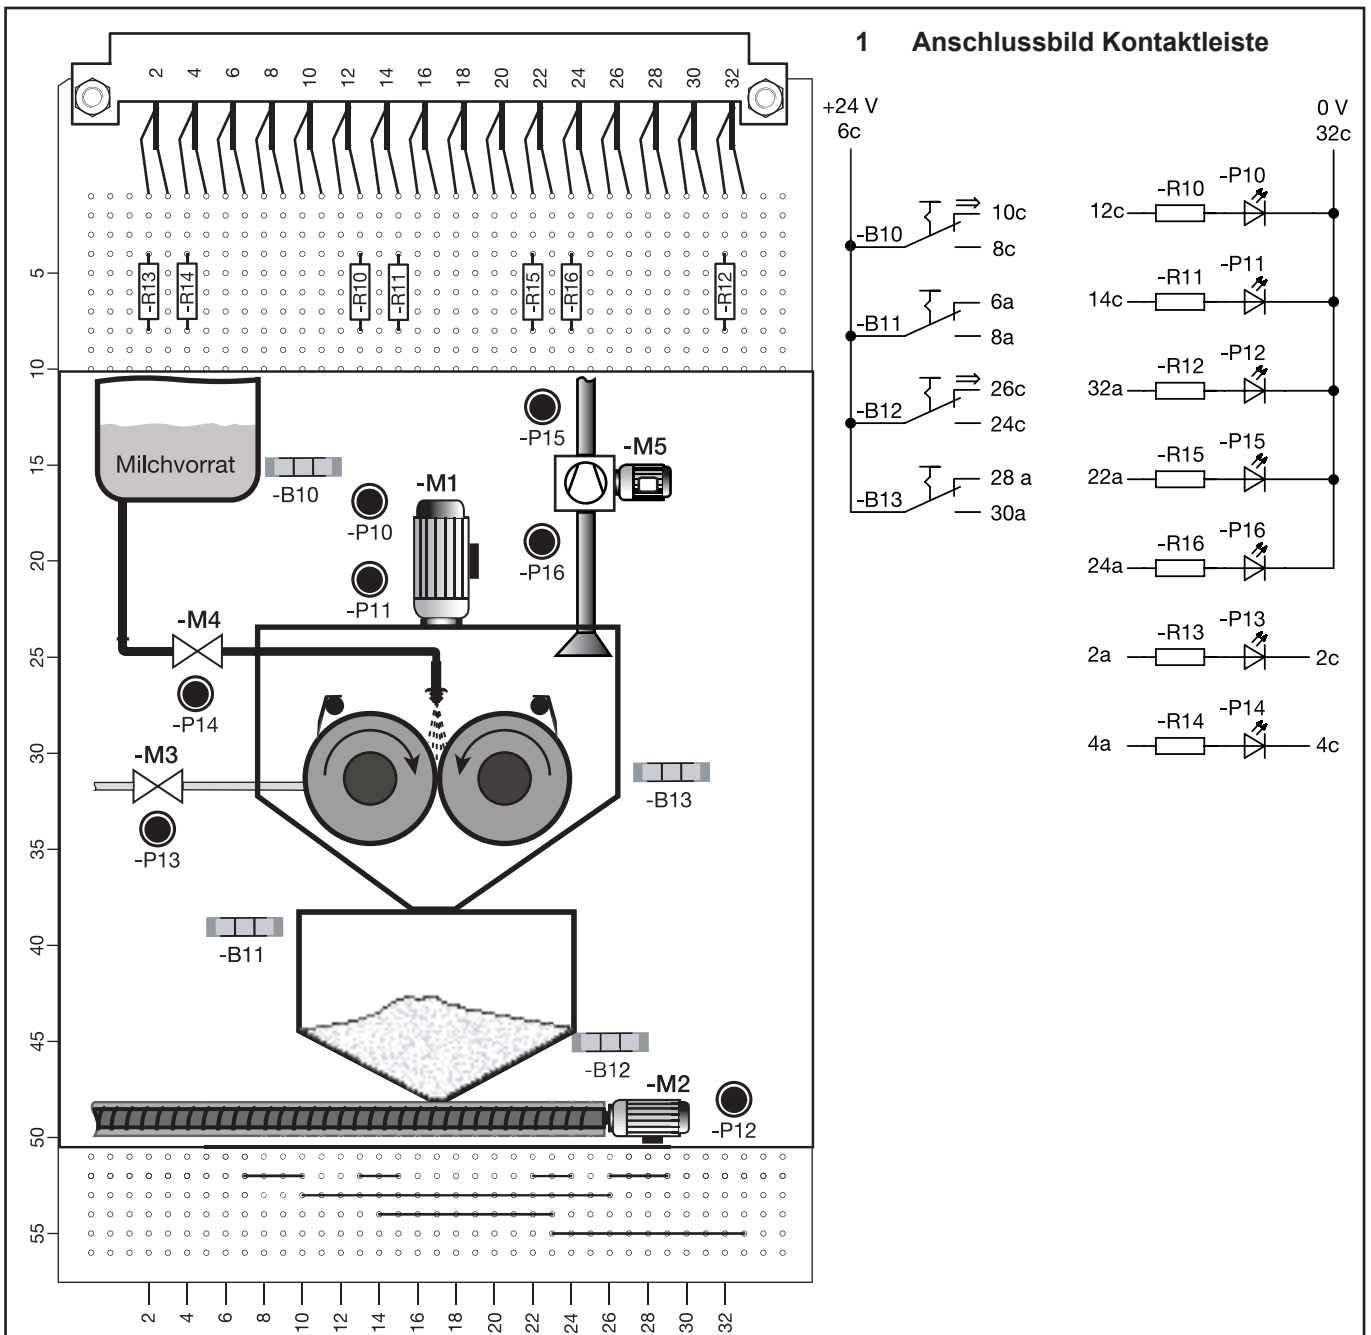 1 Anschlussbild Kontaktleiste
2 4 6 8 10 12 14 16 18 20 22 24 26 28 30 32
-R13 -R14 -R10 -R11 -R15 -R16 -R12
5
10
15
20
25
30
35
40
45
50
55
Milchvorrat
-B10
-P10
-P11
-M1
-P15
-M5
-P16
-M4
-P14
-M3
-P13
-B13
-B11
-B12
-M2
-P12
2 4 6 8 10 12 14 16 18 20 22 24 26 28 30 32
+24 V
6c
-B10 10c
8c
-B11 6a
8a
-B12 26c
24c
-B13 28 a
30a
0 V
32c
12c -R10 -P10
14c -R11 -P11
32a -R12 -P12
22a -R15 -P15
24a -R16 -P16
2a -R13 -P13 2c
4a -R14 -P14 4c